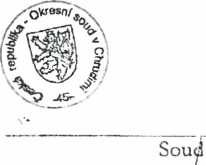 Česká republika - Okresní soud v Chrudimi
-45-
Soud